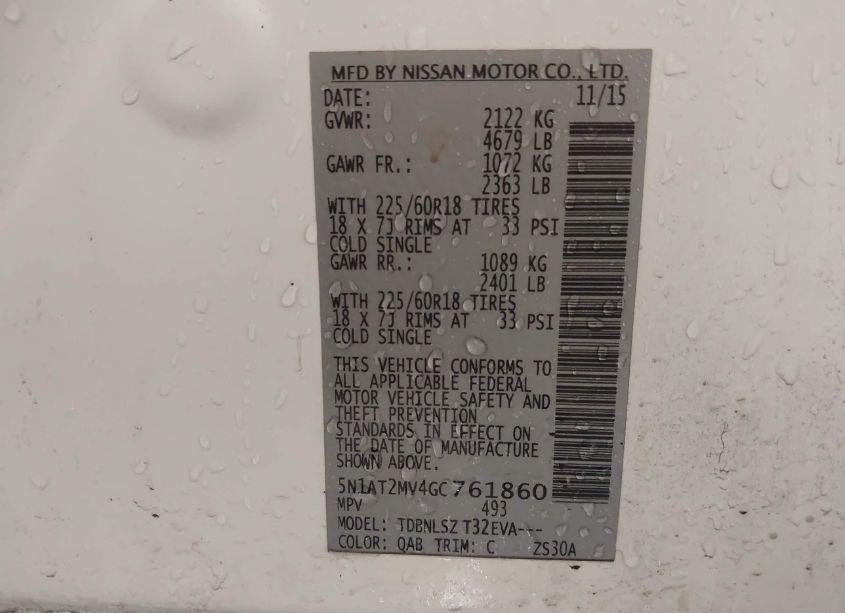 MFD BY NISSAN MOTOR CO., LTD.
DATE: 11/15
GVWR: 2122 KG
4679 LB
GAWR FR.: 1072 KG
2363 LB
WITH 225/60R18 TIRES
18 X 7J RIMS AT 33 PSI
COLD SINGLE
GAWR RR.: 1089 KG
2401 LB
WITH 225/60R18 TIRES
18 X 7J RIMS AT 33 PSI
COLD SINGLE
THIS VEHICLE CONFORMS TO
ALL APPLICABLE FEDERAL
MOTOR VEHICLE SAFETY AND
THEFT PREVENTION
STANDARDS IN EFFECT ON
THE DATE OF MANUFACTURE
SHOWN ABOVE.
5N1AT2MV4GC761860
MPV 493
MODEL: TDBNLSZ T32EVA---
COLOR: QAB TRIM: C ZS30A